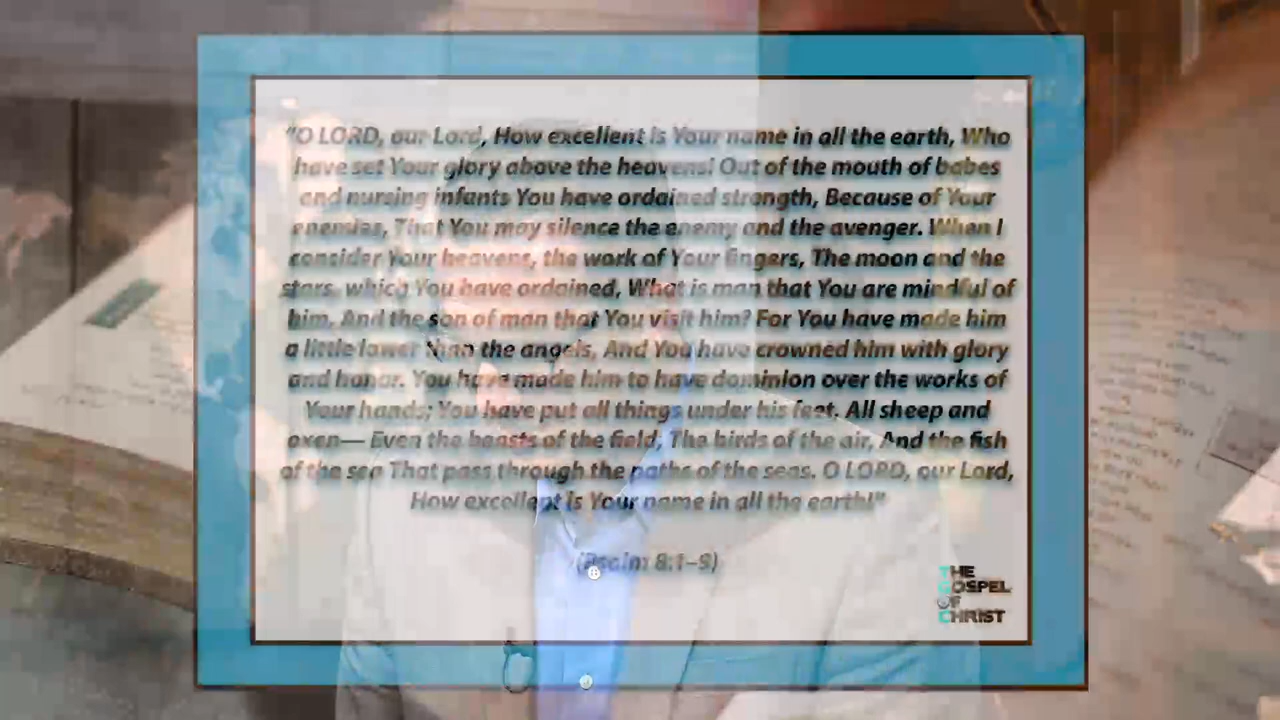 "O LORD, our Lord, How excellent is Your name in all the earth, Who
have set Your glory above the heavens! Out of the mouth of babes
and nursing infants You have ordained strength, Because of Your
enemies, That You may silence the enemy and the avenger. When I
consider Your heavens, the work of Your fingers, The moon and the
stars, which You have ordained, What is man that You are mindful of
him, And the son of man that You visit him? For You have made him
a little lower than the angels, And You have crowned him with glory
and honor. You have made him to have dominion over the works of
Your hands; You have put all things under his feet. All sheep and
oxen— Even the beasts of the field, The birds of the air, And the fish
of the sea That pass through the paths of the seas. O LORD, our Lord,
How excellent is Your name in all the earth!"
(Psalm 8:1–9)
THE
GOSPEL
OF
CHRIST